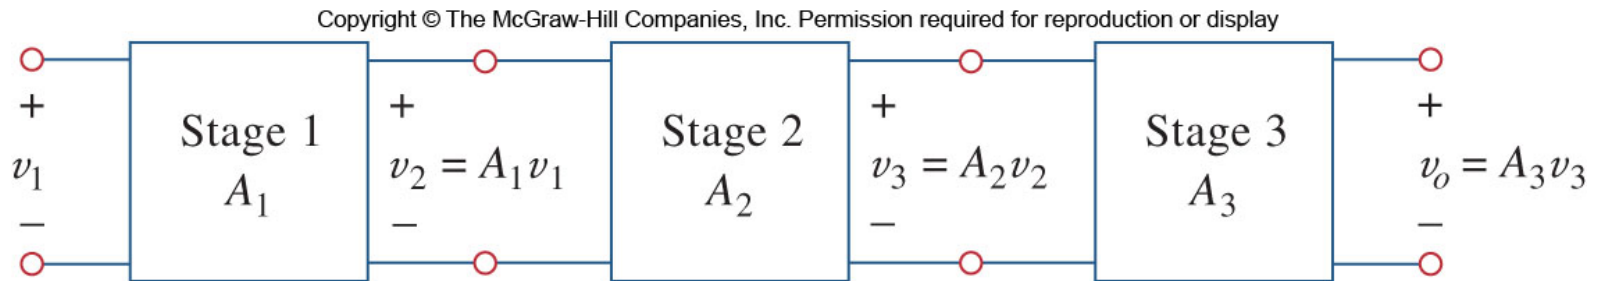 Copyright © The McGraw-Hill Companies, Inc. Permission required for reproduction or display
+
v₁
−
Stage 1
A₁
+
v₂ = A₁v₁
−
Stage 2
A₂
+
v₃ = A₂v₂
−
Stage 3
A₃
+
vₒ = A₃v₃
−